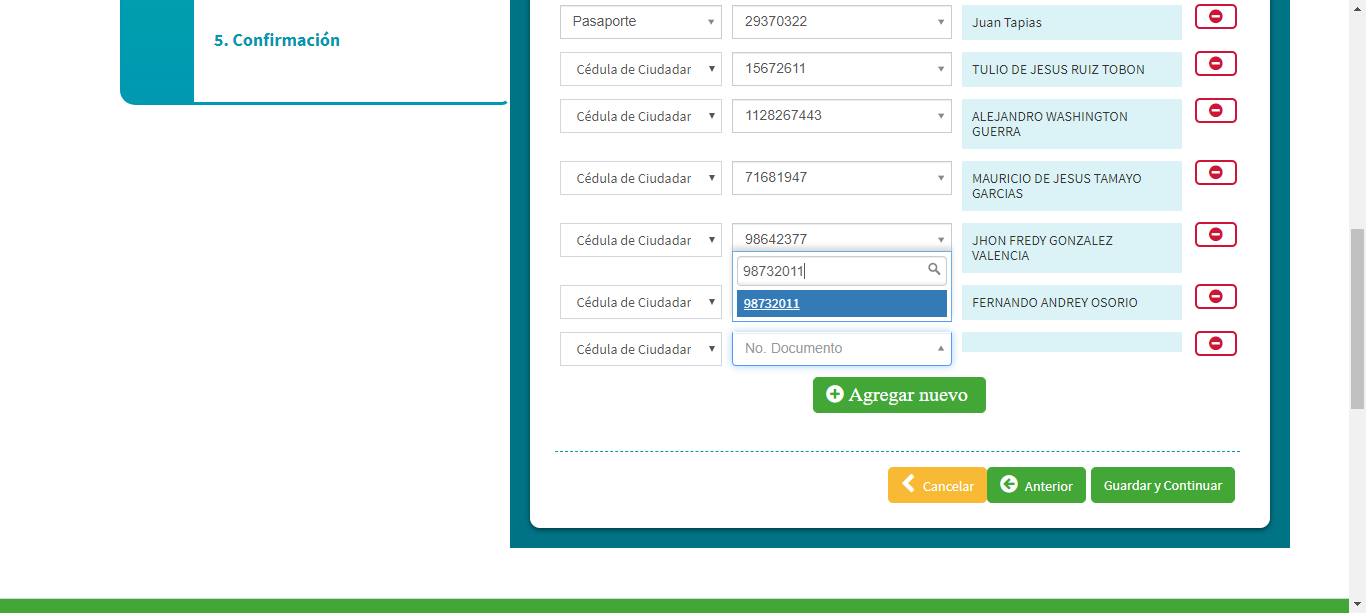 5. Confirmación
Pasaporte 29370322 Juan Tapias
Cédula de Ciudadar 15672611 TULIO DE JESUS RUIZ TOBON
Cédula de Ciudadar 1128267443 ALEJANDRO WASHINGTON
GUERRA
Cédula de Ciudadar 71681947 MAURICIO DE JESUS TAMAYO
GARCIAS
Cédula de Ciudadar 98642377 JHON FREDY GONZALEZ
VALENCIA
98732011
98732011
Cédula de Ciudadar FERNANDO ANDREY OSORIO
Cédula de Ciudadar No. Documento
Agregar nuevo
Cancelar Anterior Guardar y Continuar